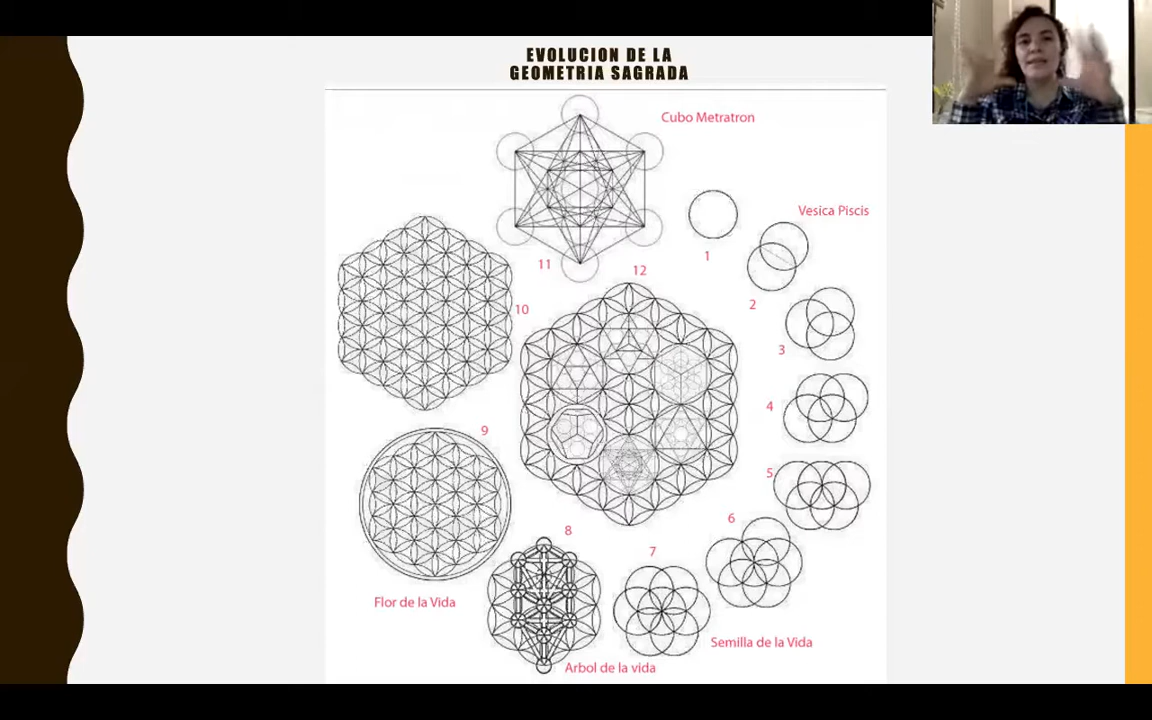 EVOLUCION DE LA
GEOMETRIA SAGRADA
Cubo Metratron
1
Vesica Piscis
2
3
4
5
6
7
Semilla de la Vida
8
Arbol de la vida
9
Flor de la Vida
10
11
12